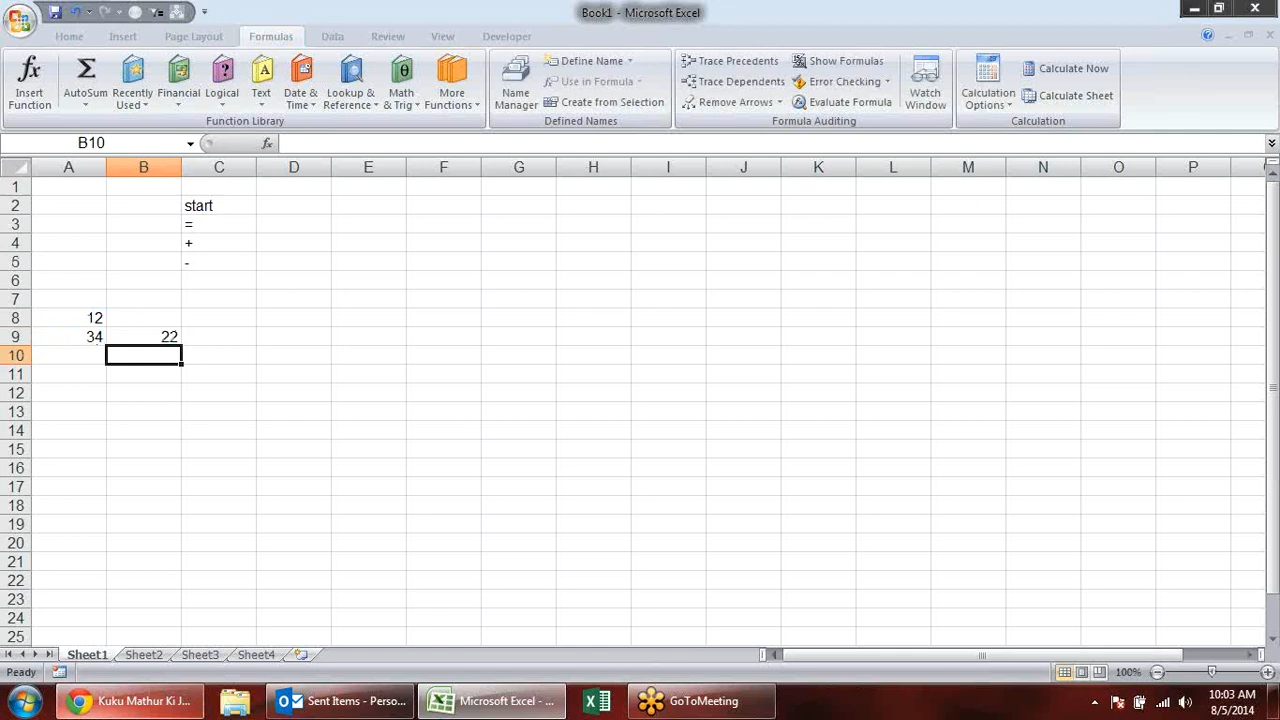 Book1 - Microsoft Excel
Home Insert Page Layout Formulas Data Review View Developer
Insert Function
AutoSum
Recently Used
Financial
Logical
Text
Date & Time
Lookup & Reference
Math & Trig
More Functions
Function Library
Name Manager
Define Name
Use in Formula
Create from Selection
Defined Names
Trace Precedents
Trace Dependents
Remove Arrows
Show Formulas
Error Checking
Evaluate Formula
Formula Auditing
Watch Window
Calculation Options
Calculate Now
Calculate Sheet
Calculation
B10 fx
A B C D E F G H I J K L M N O P
1
2 start
3 =
4 +
5 -
6
7
8 12
9 34 22
10
11
12
13
14
15
16
17
18
19
20
21
22
23
24
25
Sheet1 Sheet2 Sheet3 Sheet4
Ready 100%
Kuku Mathur Ki J... Sent Items - Perso... Microsoft Excel - ... GoToMeeting
10:03 AM
8/5/2014